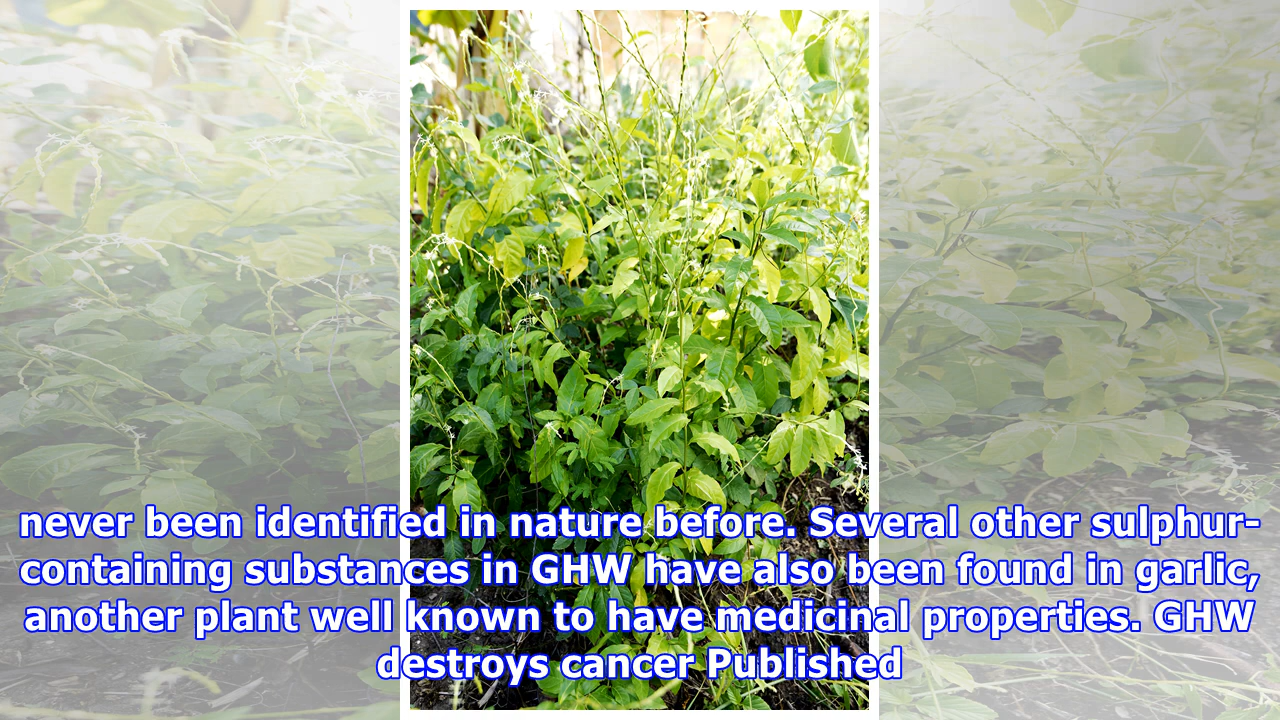 never been identified in nature before. Several other sulphur-
containing substances in GHW have also been found in garlic,
another plant well known to have medicinal properties. GHW
destroys cancer Published